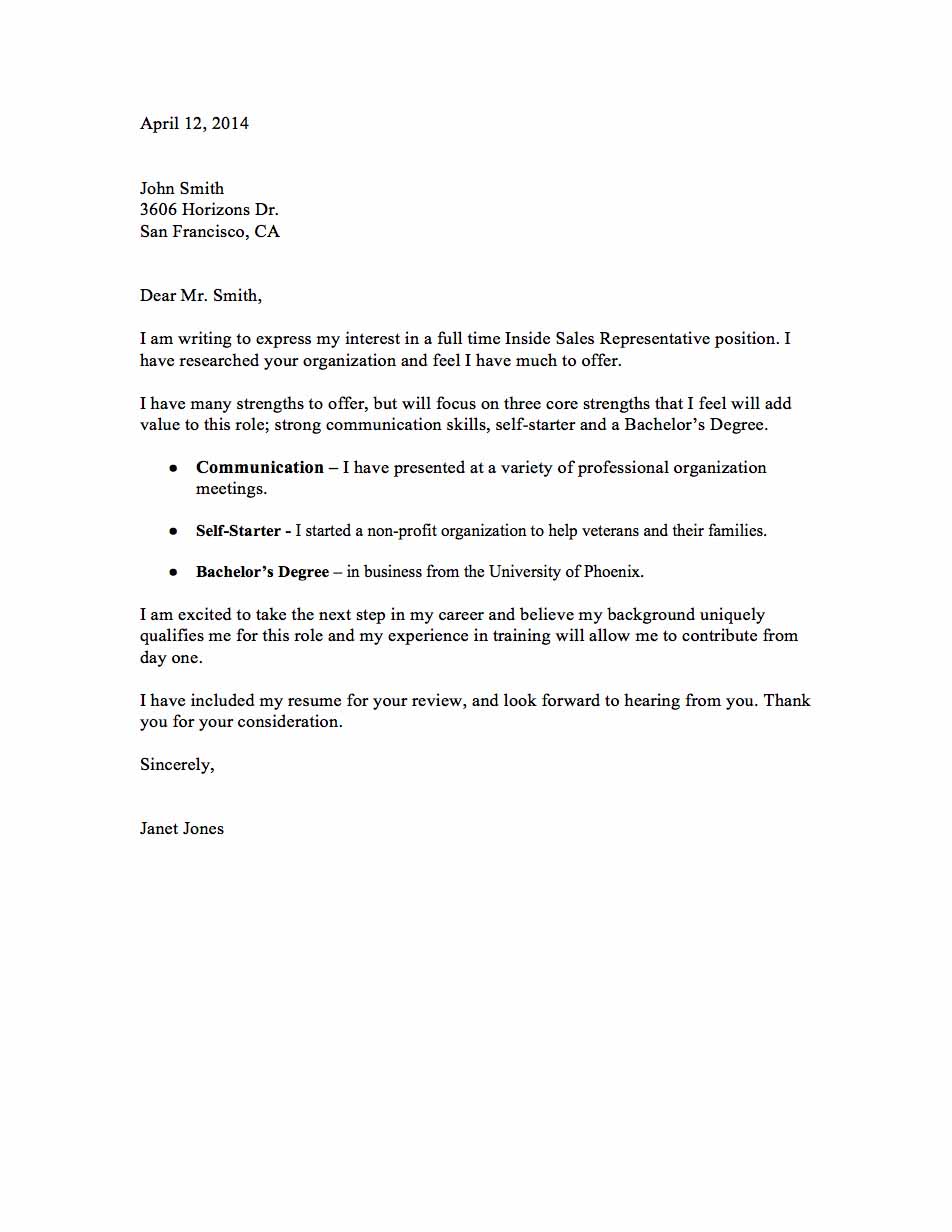 April 12, 2014
John Smith
3606 Horizons Dr.
San Francisco, CA
Dear Mr. Smith,
I am writing to express my interest in a full time Inside Sales Representative position. I
have researched your organization and feel I have much to offer.
I have many strengths to offer, but will focus on three core strengths that I feel will add
value to this role; strong communication skills, self-starter and a Bachelor’s Degree.
● Communication – I have presented at a variety of professional organization
meetings.
● Self-Starter - I started a non-profit organization to help veterans and their families.
● Bachelor’s Degree – in business from the University of Phoenix.
I am excited to take the next step in my career and believe my background uniquely
qualifies me for this role and my experience in training will allow me to contribute from
day one.
I have included my resume for your review, and look forward to hearing from you. Thank
you for your consideration.
Sincerely,
Janet Jones